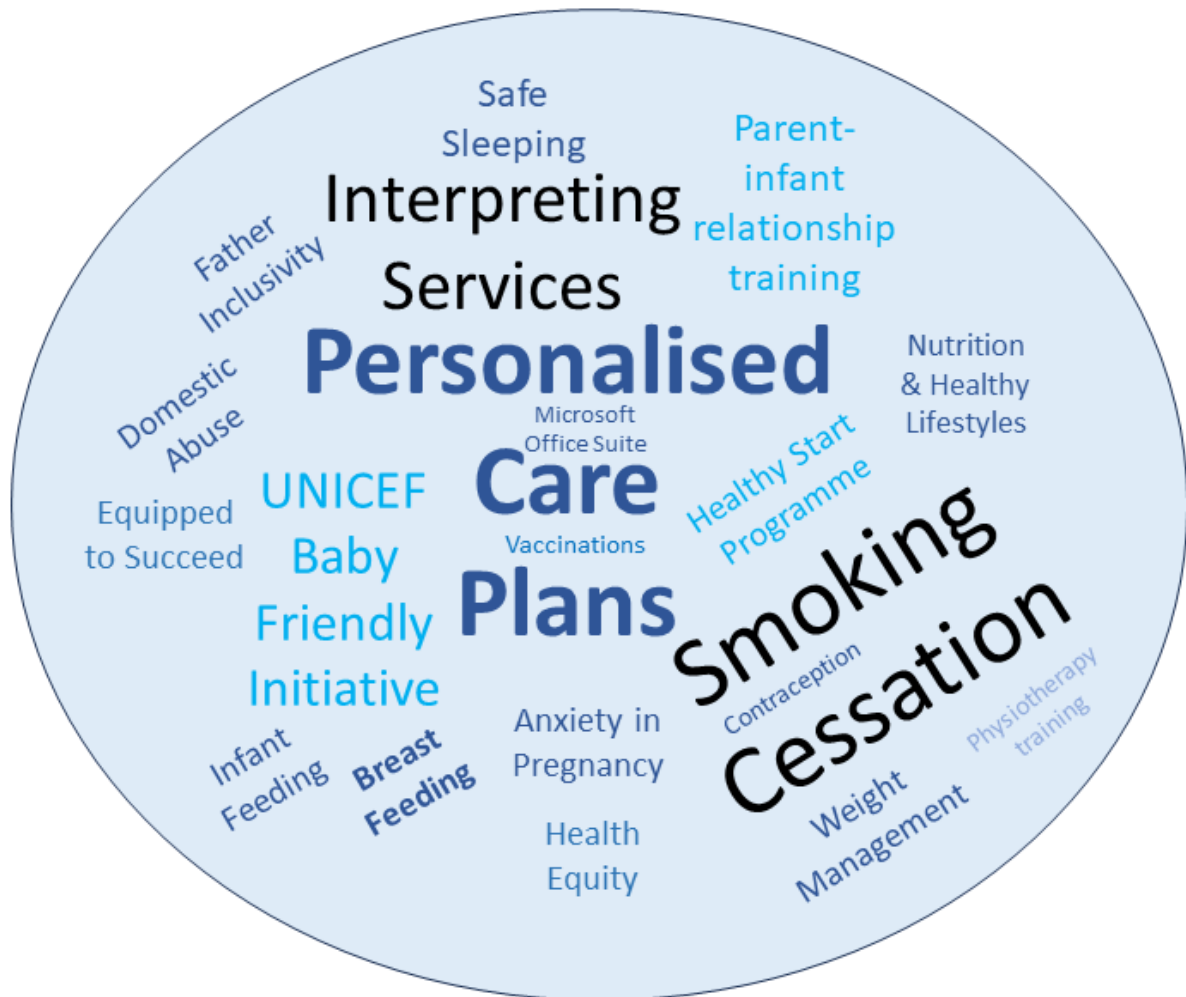 Safe
Sleeping
Interpreting
Services
Parent-
infant
relationship
training
Father
Inclusivity
Personalised
Care
Plans
Microsoft
Office Suite
Vaccinations
Nutrition
& Healthy
Lifestyles
Domestic
Abuse
Healthy Start
Programme
Equipped
to Succeed
UNICEF
Baby
Friendly
Initiative
Smoking
Cessation
Contraception
Physiotherapy
training
Infant
Feeding
Breast
Feeding
Anxiety in
Pregnancy
Weight
Management
Health
Equity